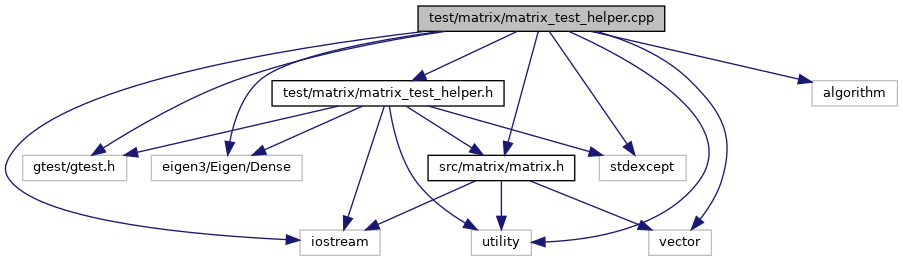 test/matrix/matrix_test_helper.cpp
test/matrix/matrix_test_helper.h
algorithm
gtest/gtest.h
eigen3/Eigen/Dense
src/matrix/matrix.h
stdexcept
iostream
utility
vector